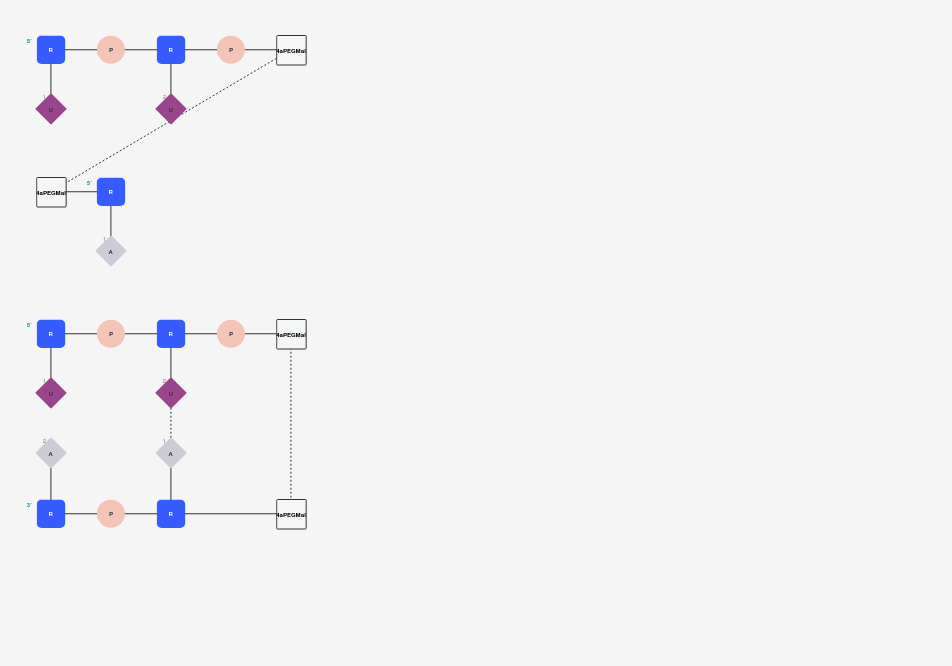 5'
R P R P 4aPEGMal
1 2
U U
4aPEGMal 5' R
1
A
5'
R P R P 4aPEGMal
1 2
U U
2 1
A A
3'
R P R 4aPEGMal